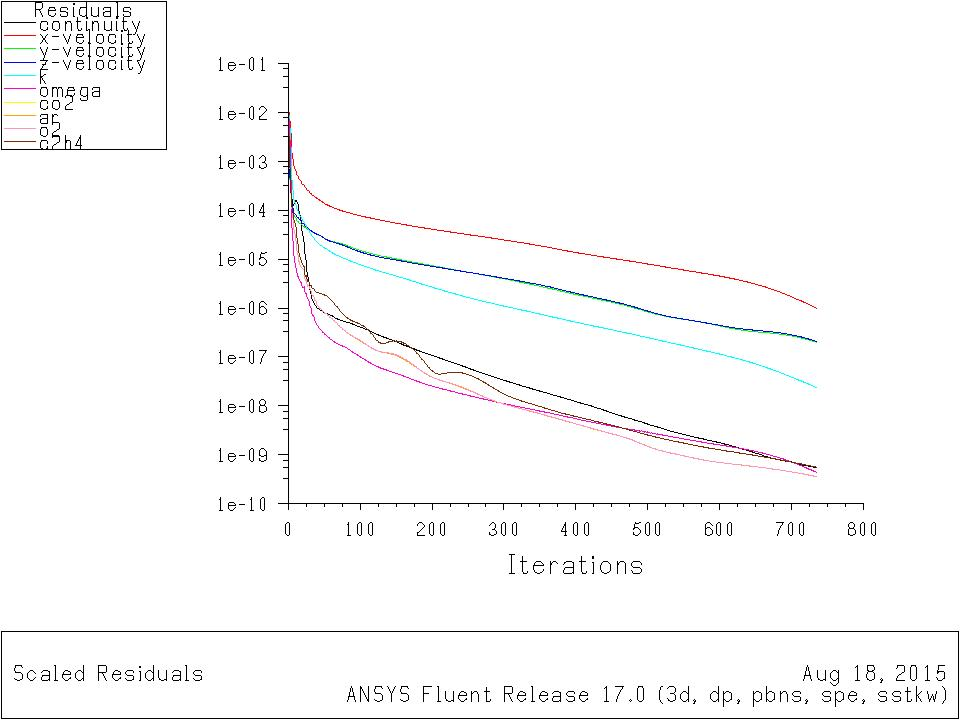 Residuals
continuity
x-velocity
y-velocity
z-velocity
k
omega
co2
ar
o2
c2h4
1e-01
1e-02
1e-03
1e-04
1e-05
1e-06
1e-07
1e-08
1e-09
1e-10
0 100 200 300 400 500 600 700 800
Iterations
Scaled Residuals
Aug 18, 2015
ANSYS Fluent Release 17.0 (3d, dp, pbns, spe, sstkw)